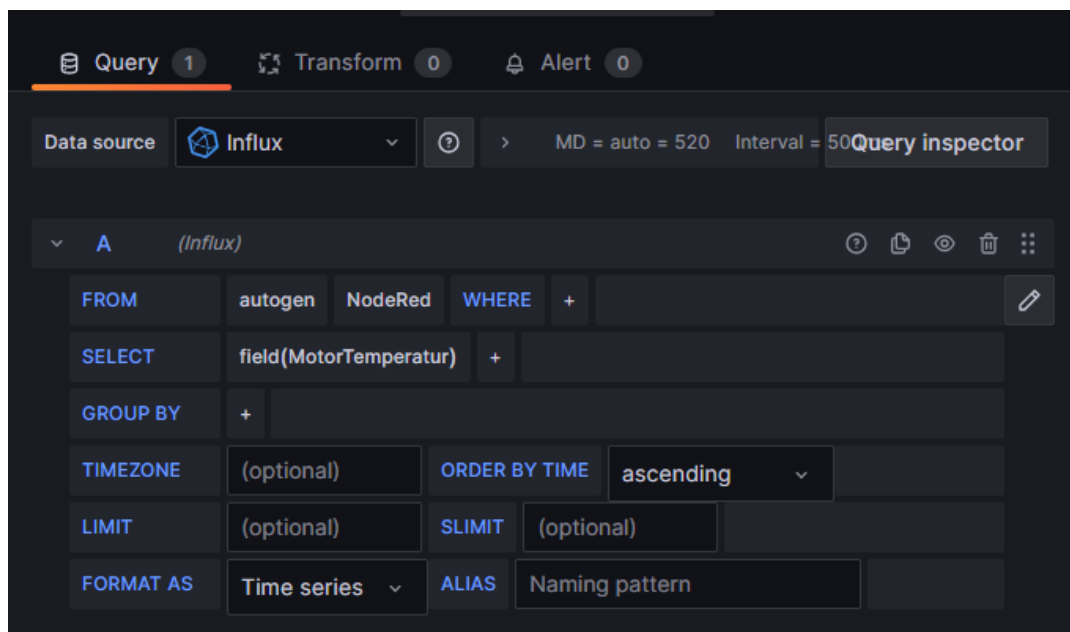 Query 1 Transform 0 Alert 0
Data source Influx ? > MD = auto = 520 Interval = Query inspector
A (Influx) ?
FROM autogen NodeRed WHERE +
SELECT field(MotorTemperatur) +
GROUP BY +
TIMEZONE (optional) ORDER BY TIME ascending
LIMIT (optional) SLIMIT (optional)
FORMAT AS Time series ALIAS Naming pattern